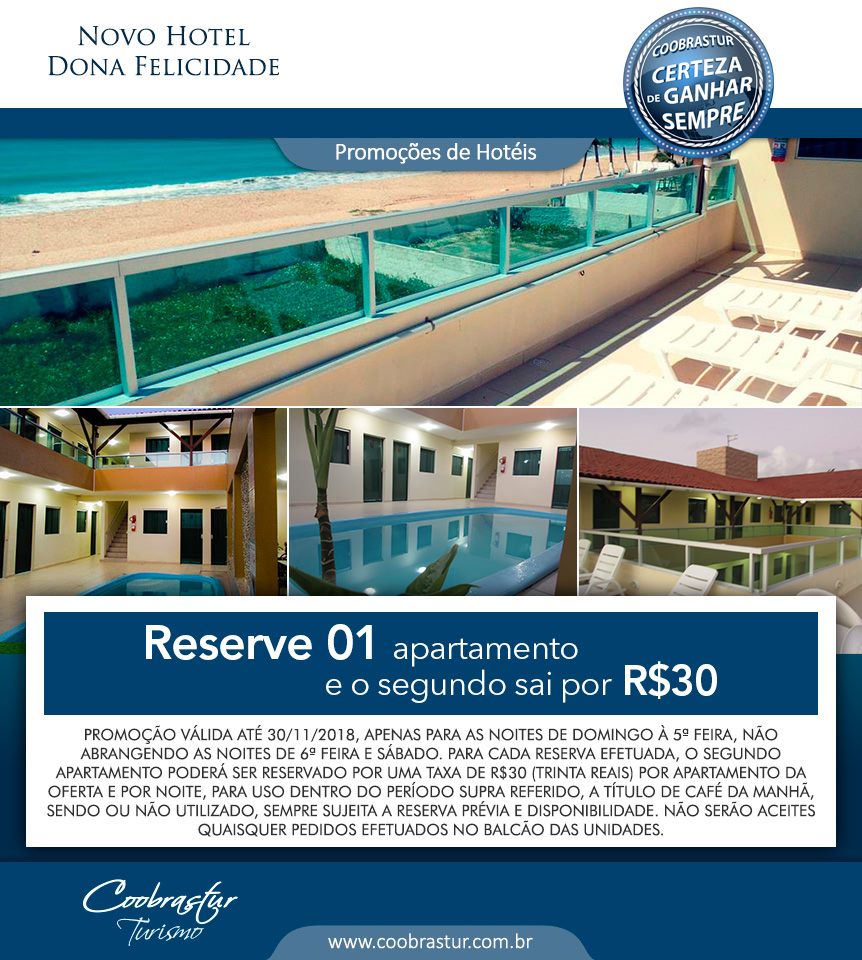 Novo Hotel
Dona Felicidade
COOBRASTUR
CERTEZA
DE GANHAR
SEMPRE
Promoções de Hotéis
Reserve 01 apartamento
e o segundo sai por R$30
PROMOÇÃO VÁLIDA ATÉ 30/11/2018, APENAS PARA AS NOITES DE DOMINGO À 5ª FEIRA, NÃO
ABRANGENDO AS NOITES DE 6ª FEIRA E SÁBADO. PARA CADA RESERVA EFETUADA, O SEGUNDO
APARTAMENTO PODERÁ SER RESERVADO POR UMA TAXA DE R$30 (TRINTA REAIS) POR APARTAMENTO DA
OFERTA E POR NOITE, PARA USO DENTRO DO PERÍODO SUPRA REFERIDO, A TÍTULO DE CAFÉ DA MANHÃ,
SENDO OU NÃO UTILIZADO, SEMPRE SUJEITA A RESERVA PRÉVIA E DISPONIBILIDADE. NÃO SERÃO ACEITES
QUAISQUER PEDIDOS EFETUADOS NO BALCÃO DAS UNIDADES.
Coobrastur
Turismo
www.coobrastur.com.br